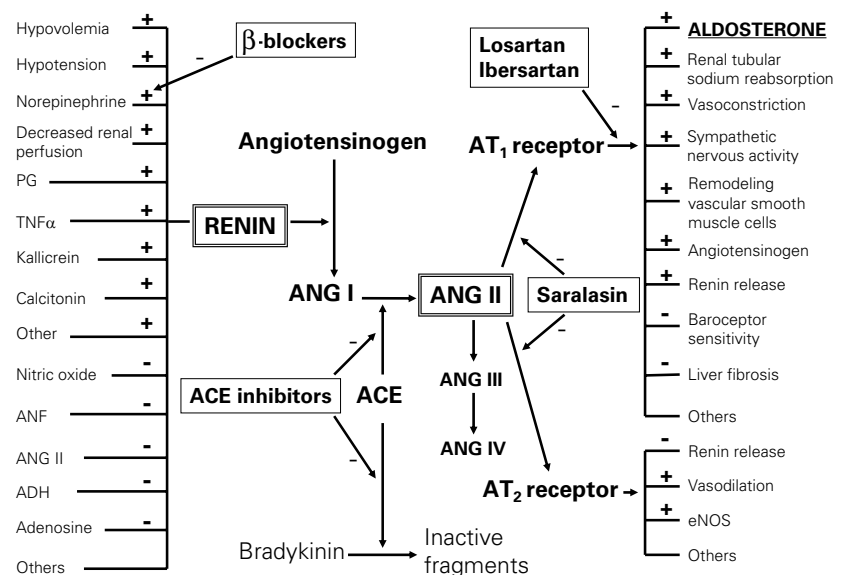 Hypovolemia +
Hypotension +
Norepinephrine +
Decreased renal +
perfusion
PG +
TNFα +
Kallicrein +
Calcitonin +
Other +
Nitric oxide -
ANF -
ANG II -
ADH -
Adenosine -
Others
β-blockers
–
Angiotensinogen
RENIN
ANG I
ANG II
ACE inhibitors
–
–
ACE
Bradykinin
Inactive
fragments
ANG III
ANG IV
Losartan
Ibersartan
–
AT1 receptor
Saralasin
–
–
AT2 receptor
+ ALDOSTERONE
+ Renal tubular
sodium reabsorption
+ Vasoconstriction
+ Sympathetic
nervous activity
+ Remodeling
vascular smooth
muscle cells
+ Angiotensinogen
+ Renin release
- Baroceptor
sensitivity
- Liver fibrosis
Others
- Renin release
+ Vasodilation
+ eNOS
Others